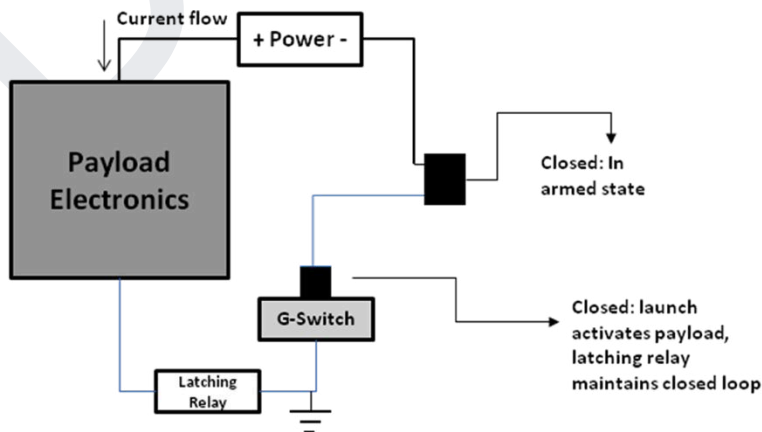 Current flow
+ Power -
Payload
Electronics
Closed: In
armed state
G-Switch
Closed: launch
activates payload,
latching relay
maintains closed loop
Latching
Relay